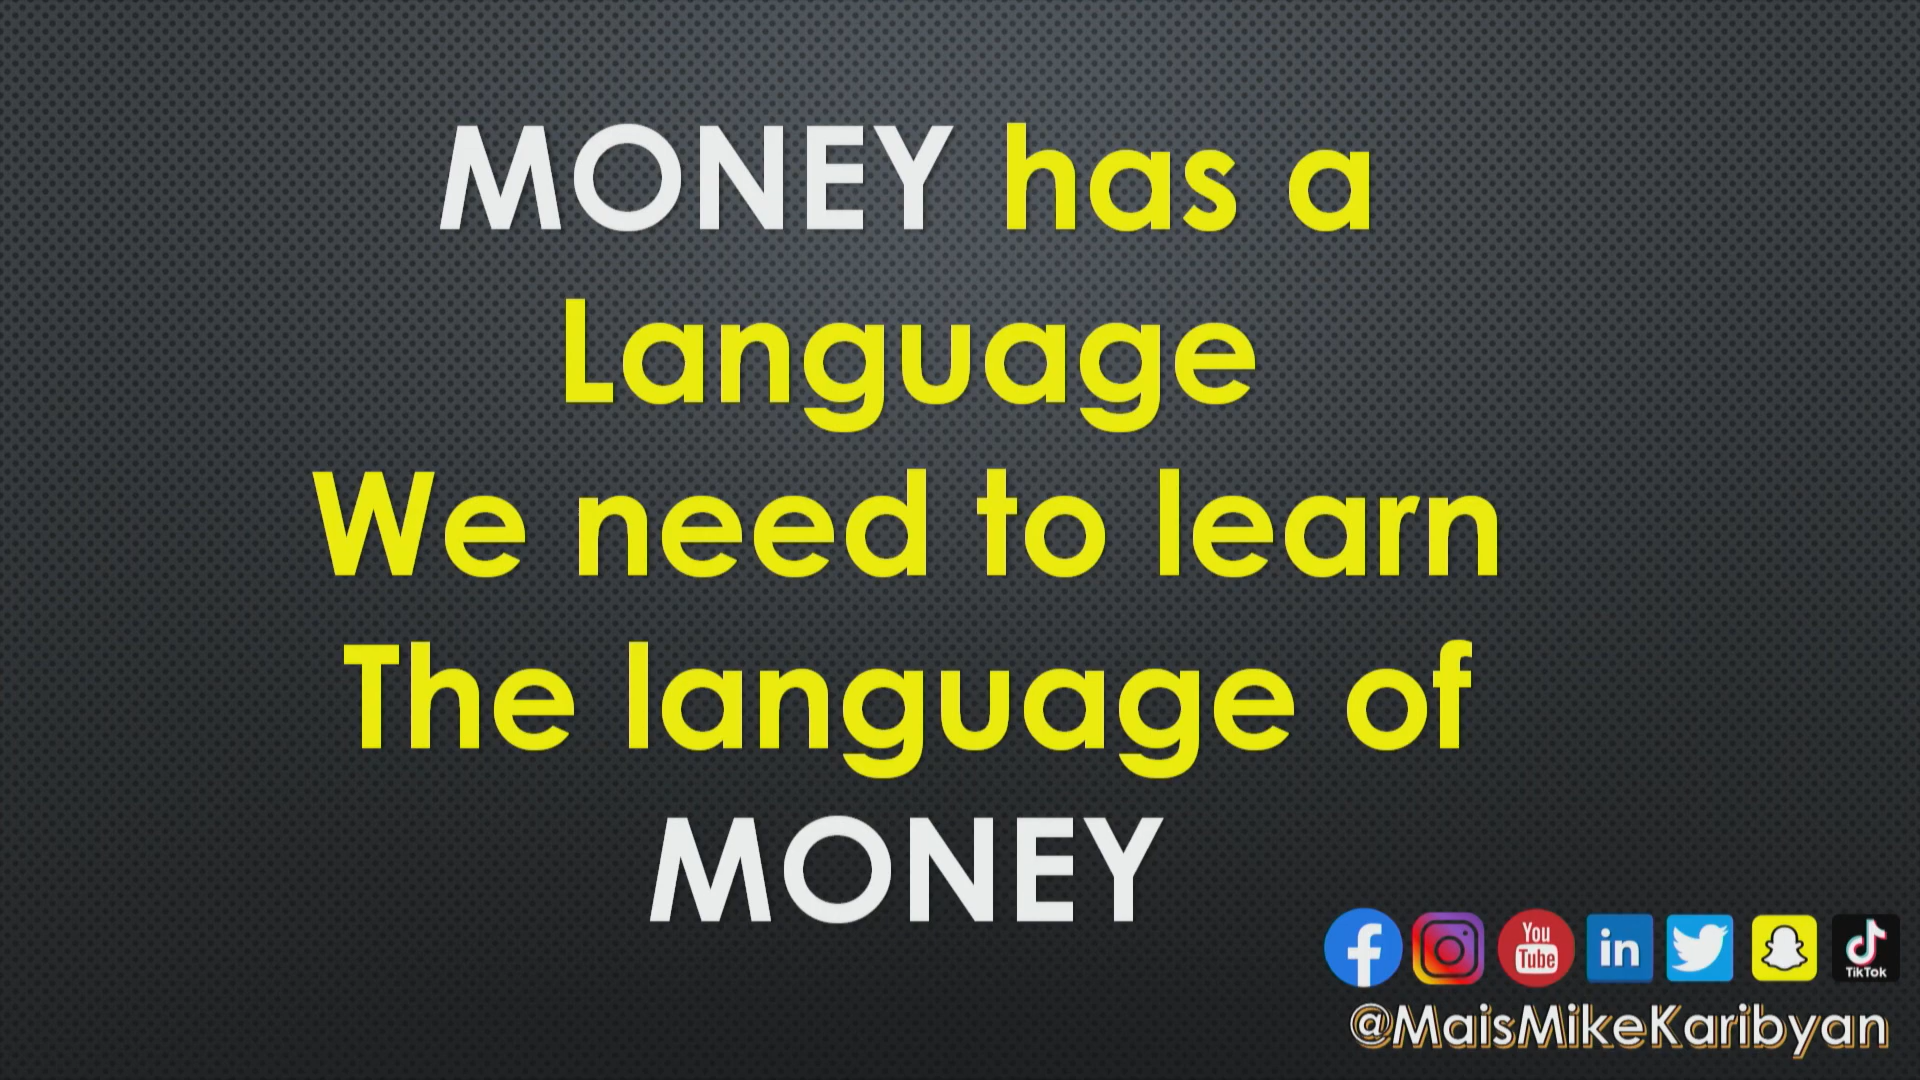 MONEY has a
Language
We need to learn
The language of
MONEY
You
Tube
in
TikTok
@MaisMikeKaribyan